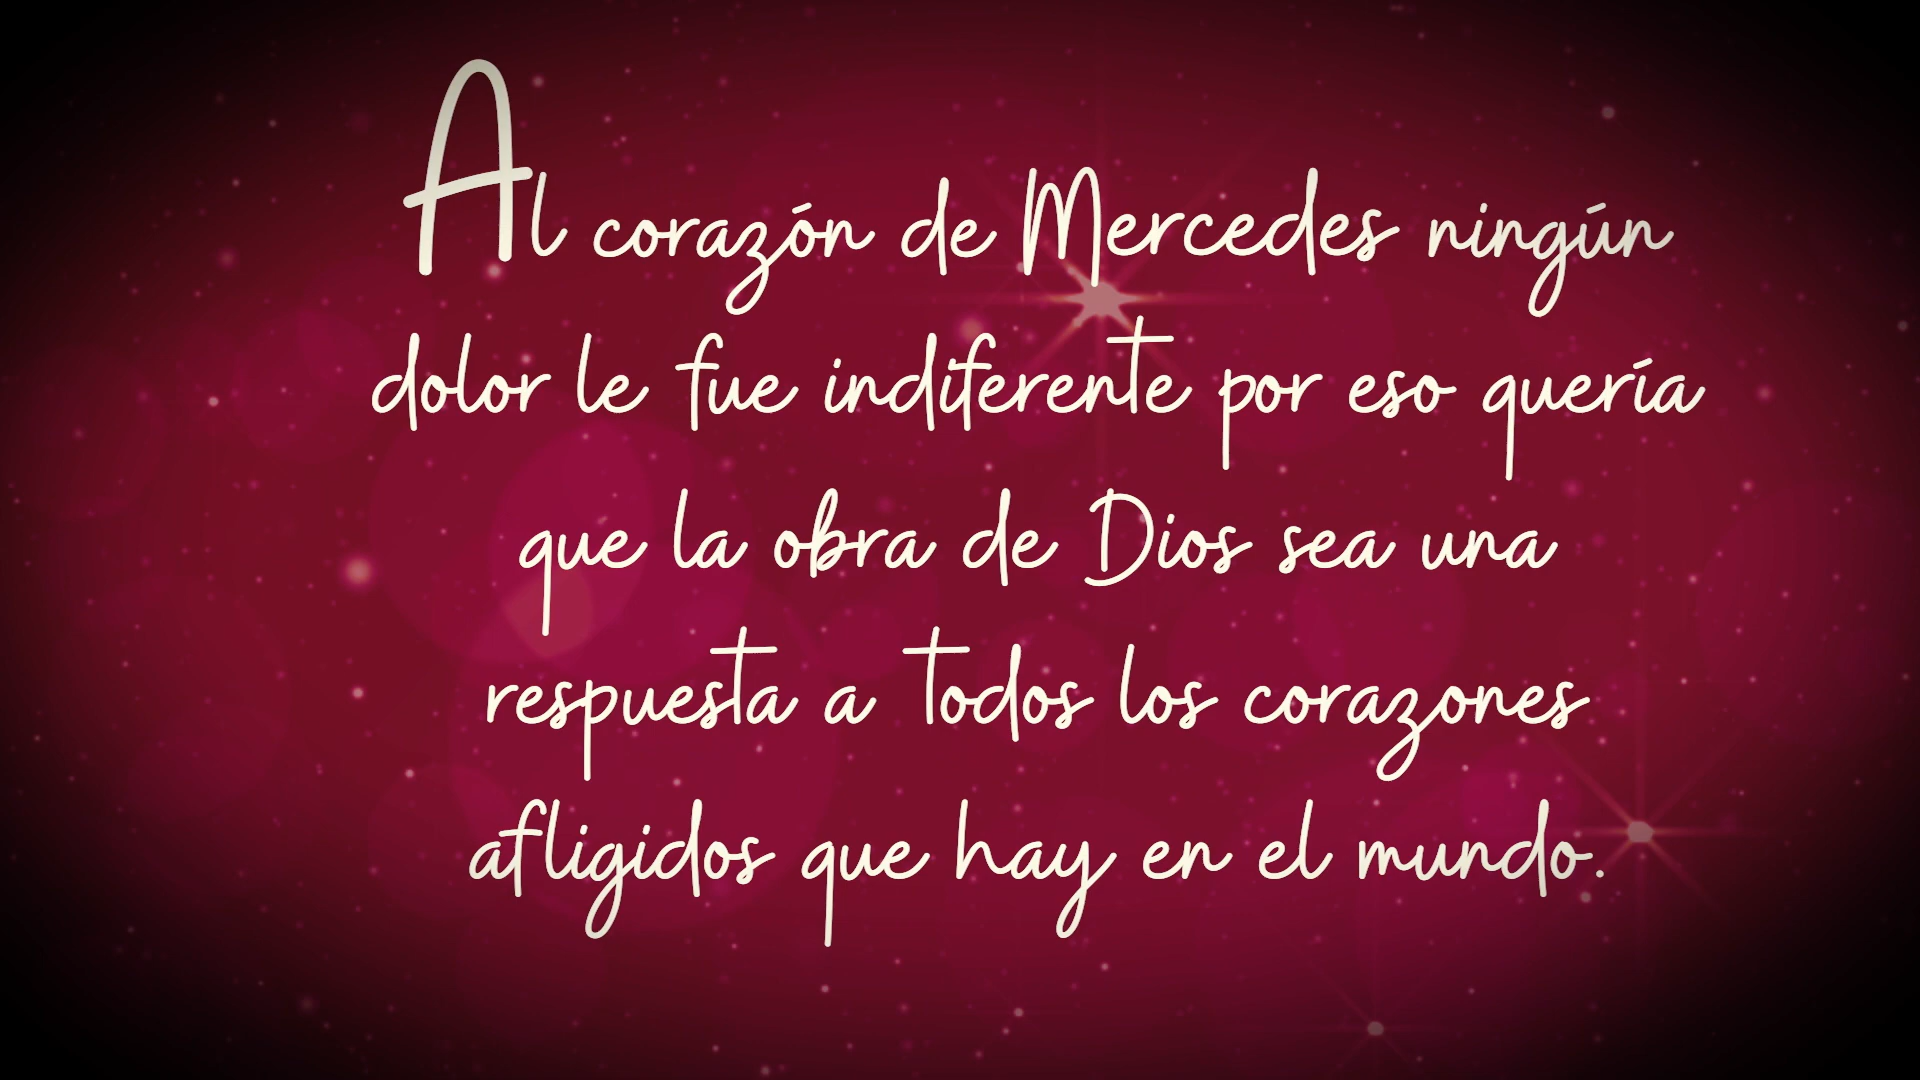 Al corazón de Mercedes ningún
dolor le fue indiferente por eso quería
que la obra de Dios sea una
respuesta a todos los corazones
afligidos que hay en el mundo.